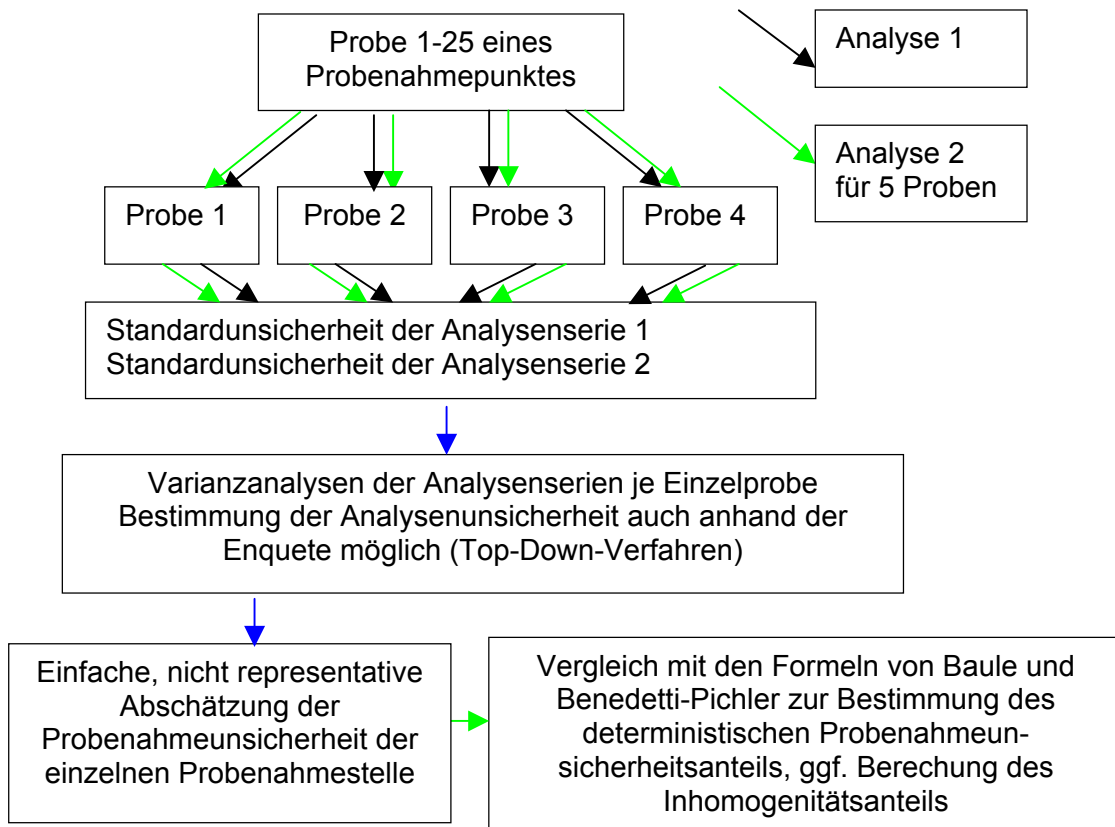 Probe 1-25 eines
Probenahmepunktes
Analyse 1
Analyse 2
für 5 Proben
Probe 1
Probe 2
Probe 3
Probe 4
Standardunsicherheit der Analysenserie 1
Standardunsicherheit der Analysenserie 2
Varianzanalysen der Analysenserien je Einzelprobe
Bestimmung der Analysenunsicherheit auch anhand der
Enquete möglich (Top-Down-Verfahren)
Einfache, nicht representative
Abschätzung der
Probenahmeunsicherheit der
einzelnen Probenahmestelle
Vergleich mit den Formeln von Baule und
Benedetti-Pichler zur Bestimmung des
deterministischen Probenahmeun-
sicherheitsanteils, ggf. Berechung des
Inhomogenitätsanteils